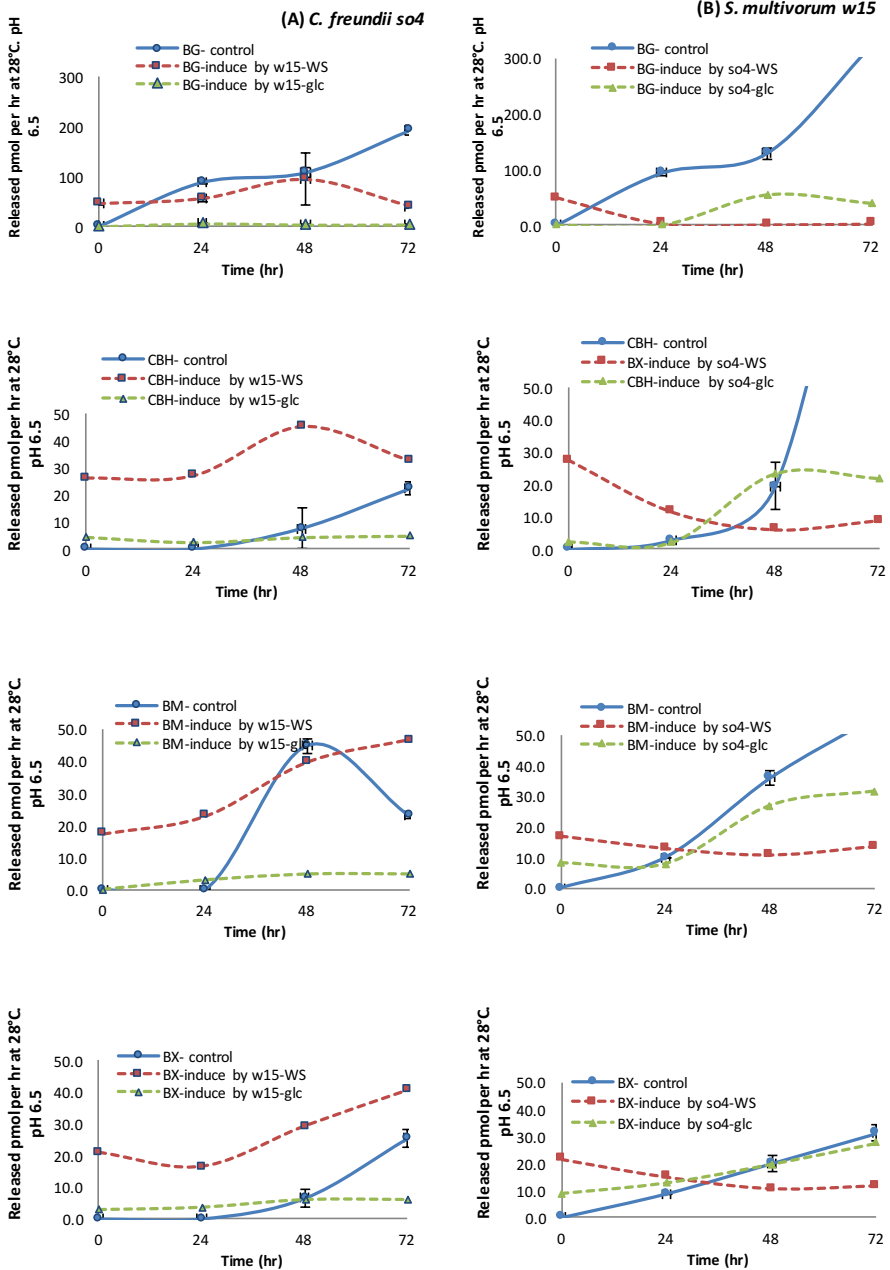 (A) C. freundii so4
BG- control
BG-induce by w15-WS
BG-induce by w15-glc
Released pmol per hr at 28°C. pH
6.5
300
200
100
0
0
24
48
72
Time (hr)
(B) S. multivorum w15
BG- control
BG-induce by so4-WS
BG-induce by so4-glc
Released pmol per hr at 28°C. pH
6.5
300.0
200.0
100.0
0.0
0
24
48
72
Time (hr)
CBH- control
CBH-induce by w15-WS
CBH-induce by w15-glc
Released pmol per hr at 28°C.
pH 6.5
50
40
30
20
10
0
0
24
48
72
Time (hr)
CBH- control
BX-induce by so4-WS
CBH-induce by so4-glc
Released pmol per hr at 28°C.
pH 6.5
50.0
40.0
30.0
20.0
10.0
0.0
0
24
48
72
Time (hr)
BM- control
BM-induce by w15-WS
BM-induce by w15-glc
Released pmol per hr at 28°C.
pH 6.5
50.0
40.0
30.0
20.0
10.0
0.0
0
24
48
72
Time (hr)
BM- control
BM-induce by so4-WS
BM-induce by so4-glc
Released pmol per hr at 28°C.
pH 6.5
50.0
40.0
30.0
20.0
10.0
0.0
0
24
48
72
Time (hr)
BX- control
BX-induce by w15-WS
BX-induce by w15-glc
Released pmol per hr at 28°C.
pH 6.5
50.0
40.0
30.0
20.0
10.0
0.0
0
24
48
72
Time (hr)
BX- control
BX-induce by so4-WS
BX-induce by so4-glc
Released pmol per hr at 28°C.
pH 6.5
50.0
40.0
30.0
20.0
10.0
0.0
0
24
48
72
Time (hr)